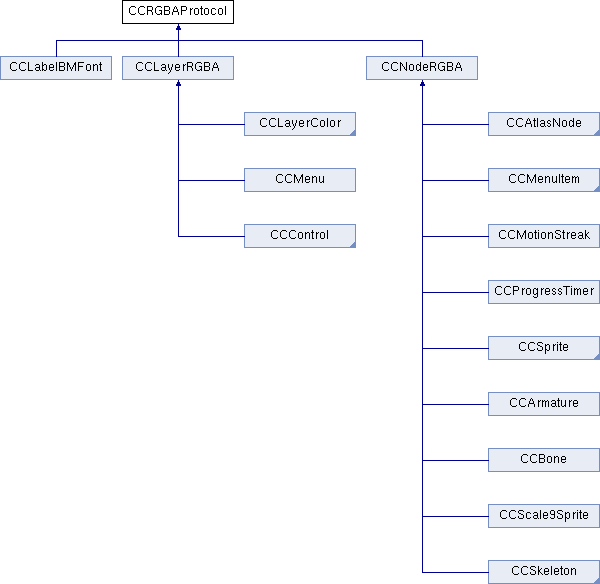 CCRGBAProtocol
CCLabelBMFont
CCLayerRGBA
CCNodeRGBA
CCLayerColor
CCAtlasNode
CCMenu
CCMenuItem
CCControl
CCMotionStreak
CCProgressTimer
CCSprite
CCArmature
CCBone
CCScale9Sprite
CCSkeleton